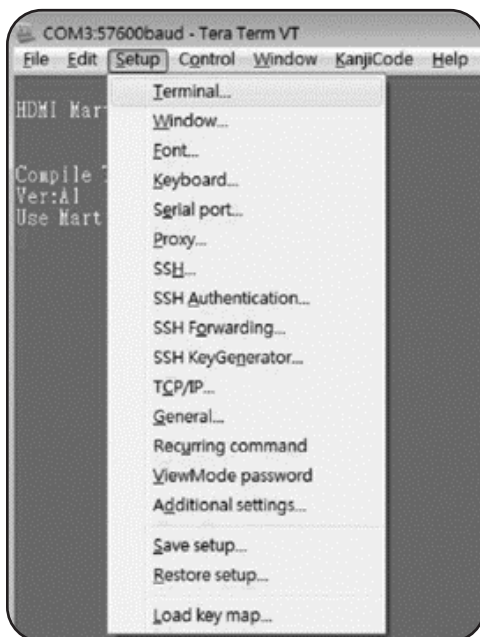 COM3:57600baud - Tera Term VT
File Edit Setup Control Window KanjiCode Help
Terminal...
HDMI Mar
Window...
Font...
Compile
Keyboard...
Ver:A1
Serial port...
Use Mart
Proxy...
SSH...
SSH Authentication...
SSH Forwarding...
SSH KeyGenerator...
TCP/IP...
General...
Recurring command
ViewMode password
Additional settings...
Save setup...
Restore setup...
Load key map...